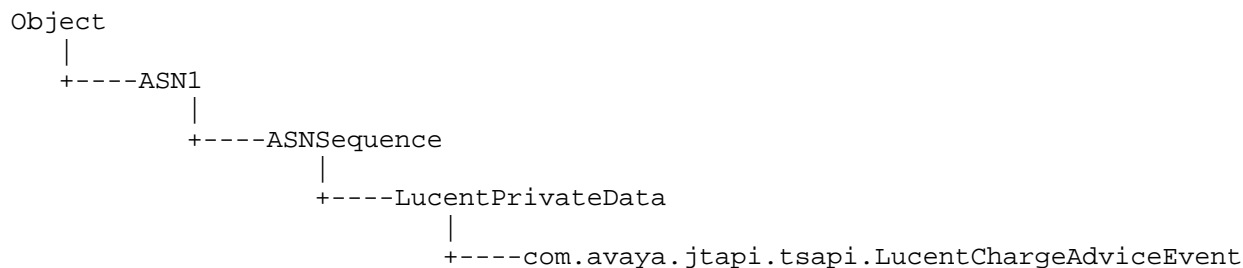 Object
   |
   +----ASN1
           |
           +----ASNSequence
                   |
                   +----LucentPrivateData
                           |
                           +----com.avaya.jtapi.tsapi.LucentChargeAdviceEvent